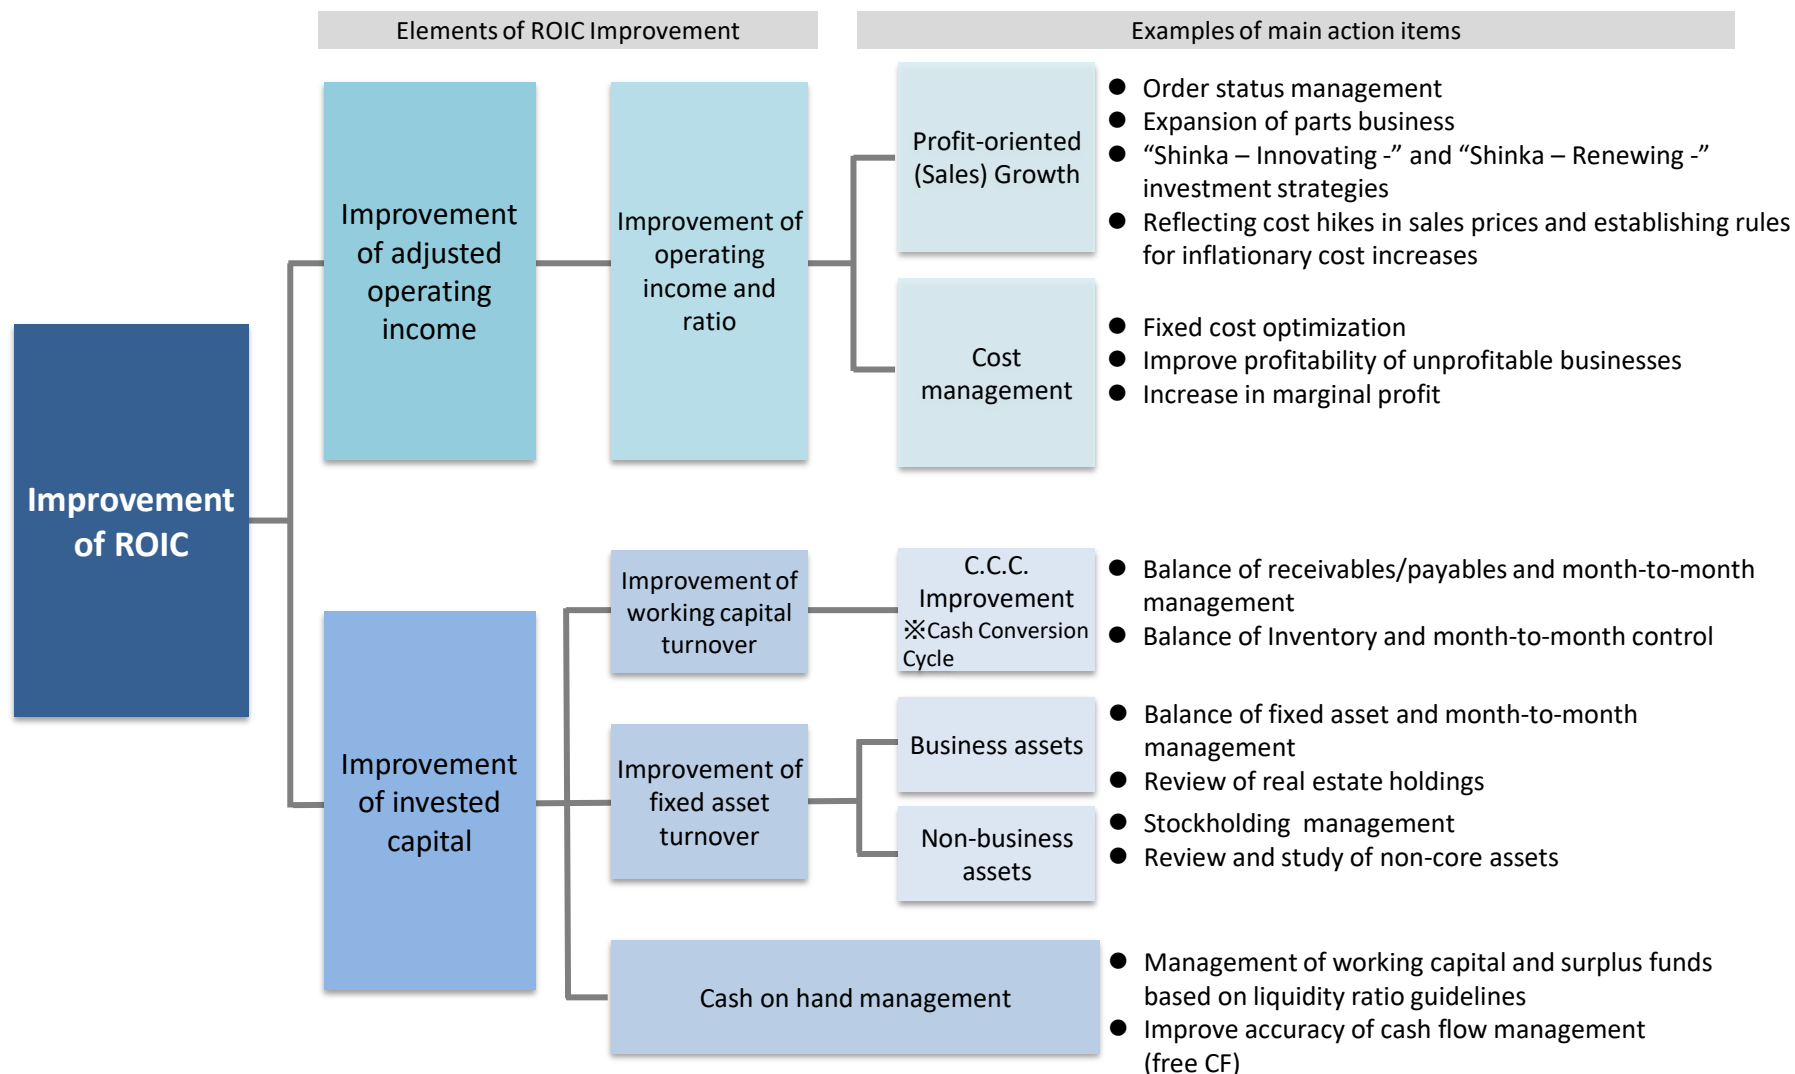 Elements of ROIC Improvement
Examples of main action items
Improvement
of ROIC
Improvement
of adjusted
operating
income
Improvement of
operating
income and
ratio
Profit-oriented
(Sales) Growth
● Order status management
● Expansion of parts business
● “Shinka – Innovating -” and “Shinka – Renewing -”
investment strategies
● Reflecting cost hikes in sales prices and establishing rules
for inflationary cost increases
Cost
management
● Fixed cost optimization
● Improve profitability of unprofitable businesses
● Increase in marginal profit
Improvement
of invested
capital
Improvement of
working capital
turnover
C.C.C.
Improvement
※Cash Conversion
Cycle
● Balance of receivables/payables and month-to-month
management
● Balance of Inventory and month-to-month control
Improvement of
fixed asset
turnover
Business assets
● Balance of fixed asset and month-to-month
management
● Review of real estate holdings
Non-business
assets
● Stockholding management
● Review and study of non-core assets
Cash on hand management
● Management of working capital and surplus funds
based on liquidity ratio guidelines
● Improve accuracy of cash flow management
(free CF)